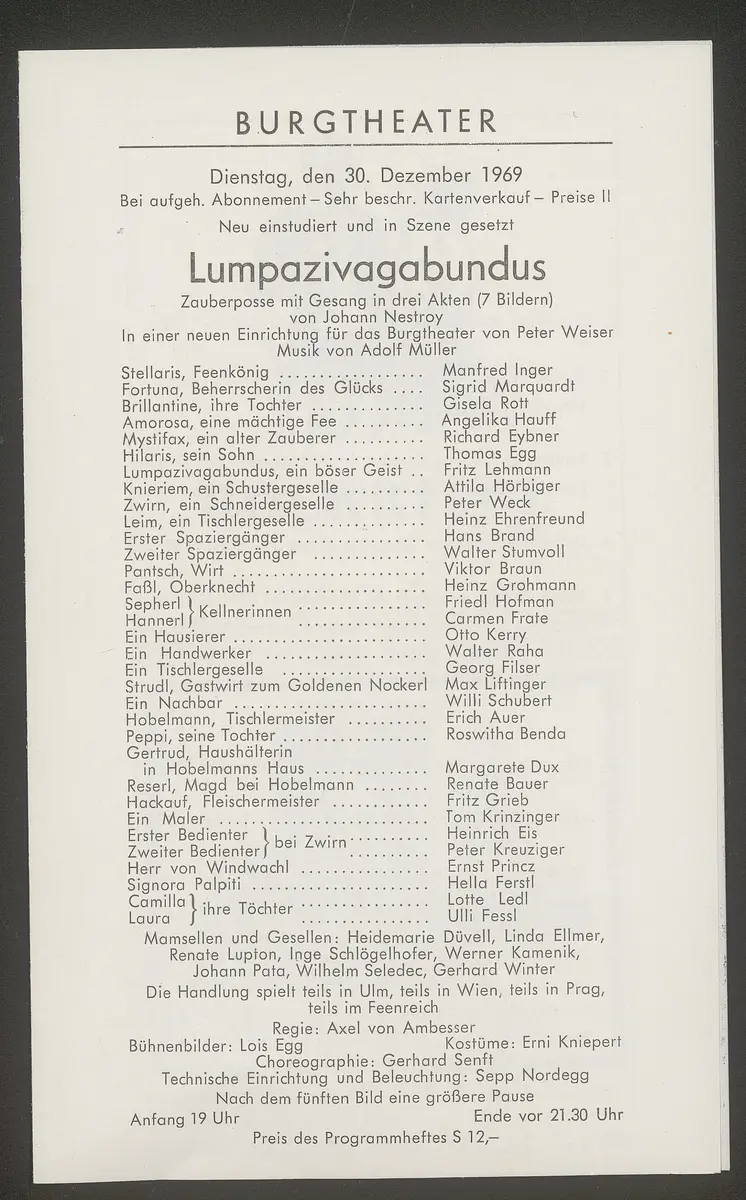 BURGTHEATER
Dienstag, den 30. Dezember 1969
Bei aufgeh. Abonnement – Sehr beschr. Kartenverkauf – Preise II
Neu einstudiert und in Szene gesetzt
Lumpazivagabundus
Zauberposse mit Gesang in drei Akten (7 Bildern)
von Johann Nestroy
In einer neuen Einrichtung für das Burgtheater von Peter Weiser
Musik von Adolf Müller
Stellaris, Feenkönig .................. Manfred Inger
Fortuna, Beherrscherin des Glücks .... Sigrid Marquardt
Brillantine, ihre Tochter .............. Gisela Rott
Amorosa, eine mächtige Fee .......... Angelika Hauff
Mystifax, ein alter Zauberer .......... Richard Eybner
Hilaris, sein Sohn .................... Thomas Egg
Lumpazivagabundus, ein böser Geist .. Fritz Lehmann
Knieriem, ein Schustergeselle .......... Attila Hörbiger
Zwirn, ein Schneidergeselle .......... Peter Weck
Leim, ein Tischlergeselle .............. Heinz Ehrenfreund
Erster Spaziergänger ................ Hans Brand
Zweiter Spaziergänger .............. Walter Stumvoll
Pantsch, Wirt ........................ Viktor Braun
Faßl, Oberknecht .................... Heinz Grohmann
Sepherl } Kellnerinnen ................ Friedl Hofman
Hannerl } ................ Carmen Frate
Ein Hausierer ........................ Otto Kerry
Ein Handwerker .................... Walter Raha
Ein Tischlergeselle .................. Georg Filser
Strudl, Gastwirt zum Goldenen Nockerl Max Liftinger
Ein Nachbar ........................ Willi Schubert
Hobelmann, Tischlermeister .......... Erich Auer
Peppi, seine Tochter .................. Roswitha Benda
Gertrud, Haushälterin
in Hobelmanns Haus .............. Margarete Dux
Reserl, Magd bei Hobelmann ........ Renate Bauer
Hackauf, Fleischermeister ............ Fritz Grieb
Ein Maler .......................... Tom Krinzinger
Erster Bedienter } bei Zwirn .......... Heinrich Eis
Zweiter Bedienter } .......... Peter Kreuziger
Herr von Windwachl ................ Ernst Princz
Signora Palpiti ...................... Hella Ferstl
Camilla } ihre Töchter ................ Lotte Ledl
Laura } ................ Ulli Fessl
Mamsellen und Gesellen: Heidemarie Düvell, Linda Ellmer,
Renate Lupton, Inge Schlögelhofer, Werner Kamenik,
Johann Pata, Wilhelm Seledec, Gerhard Winter
Die Handlung spielt teils in Ulm, teils in Wien, teils in Prag,
teils im Feenreich
Regie: Axel von Ambesser
Bühnenbilder: Lois Egg Kostüme: Erni Kniepert
Choreographie: Gerhard Senft
Technische Einrichtung und Beleuchtung: Sepp Nordegg
Nach dem fünften Bild eine größere Pause
Anfang 19 Uhr Ende vor 21.30 Uhr
Preis des Programmheftes S 12,–